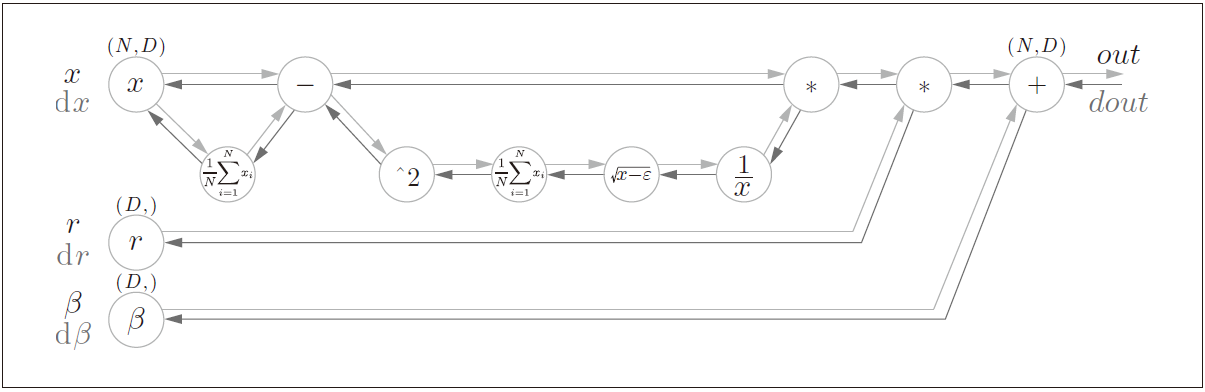 (N,D) (N,D)
x x − * * + out
dx dout
1/N ∑_{i=1}^{N} x_i ^2 1/N ∑_{i=1}^{N} x_i √x−ε 1/x
(D,)
r r
dr
(D,)
β β
dβ